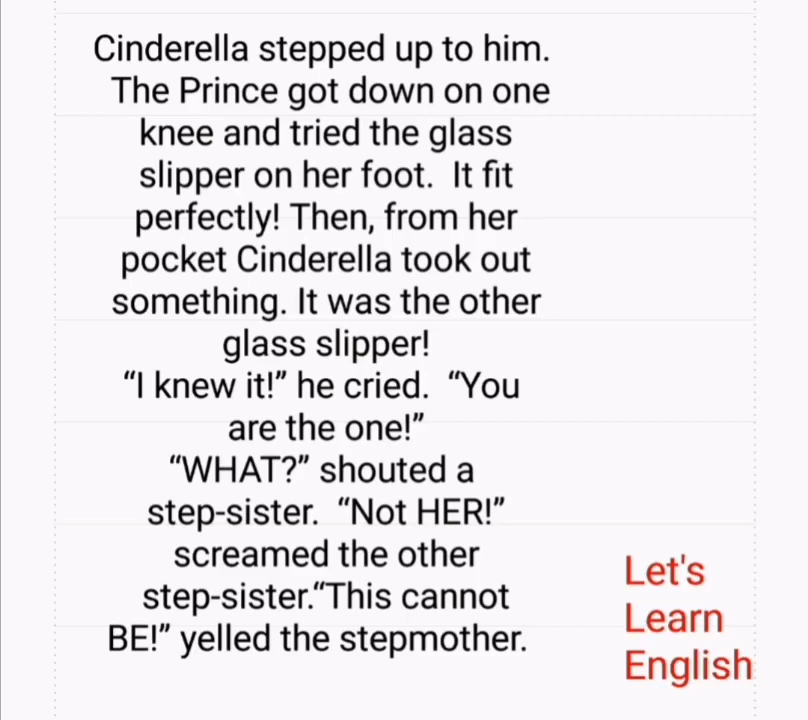 Cinderella stepped up to him.
The Prince got down on one
knee and tried the glass
slipper on her foot.  It fit
perfectly! Then, from her
pocket Cinderella took out
something. It was the other
glass slipper!
“I knew it!” he cried.  “You
are the one!”
“WHAT?” shouted a
step-sister.  “Not HER!”
screamed the other
step-sister.“This cannot
BE!” yelled the stepmother.
Let's
Learn
English